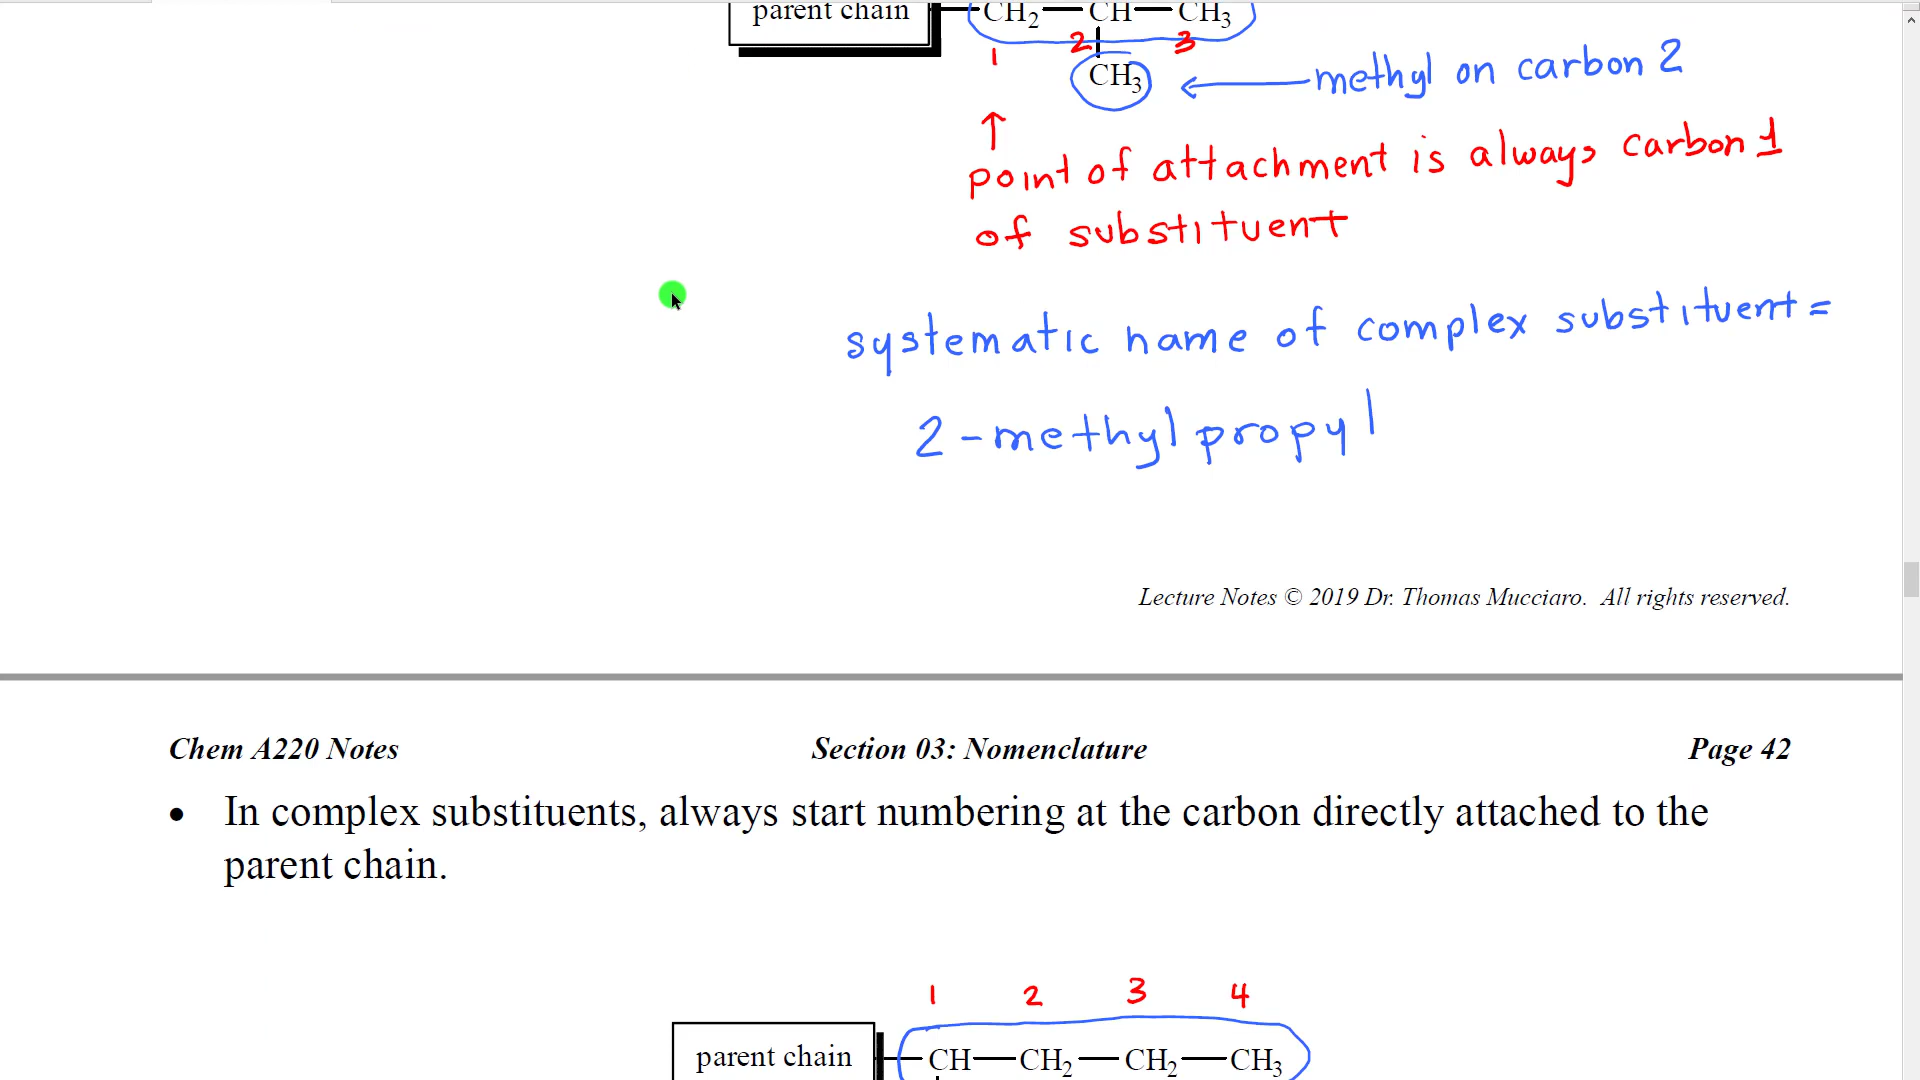 parent chain CH2 CH CH3
1 2 3
CH3 methyl on carbon 2
point of attachment is always carbon 1
of substituent
systematic name of complex substituent =
2-methylpropyl
Lecture Notes © 2019 Dr. Thomas Mucciaro. All rights reserved.
Chem A220 Notes Section 03: Nomenclature Page 42
• In complex substituents, always start numbering at the carbon directly attached to the
parent chain.
1 2 3 4
parent chain CH CH2 CH2 CH3